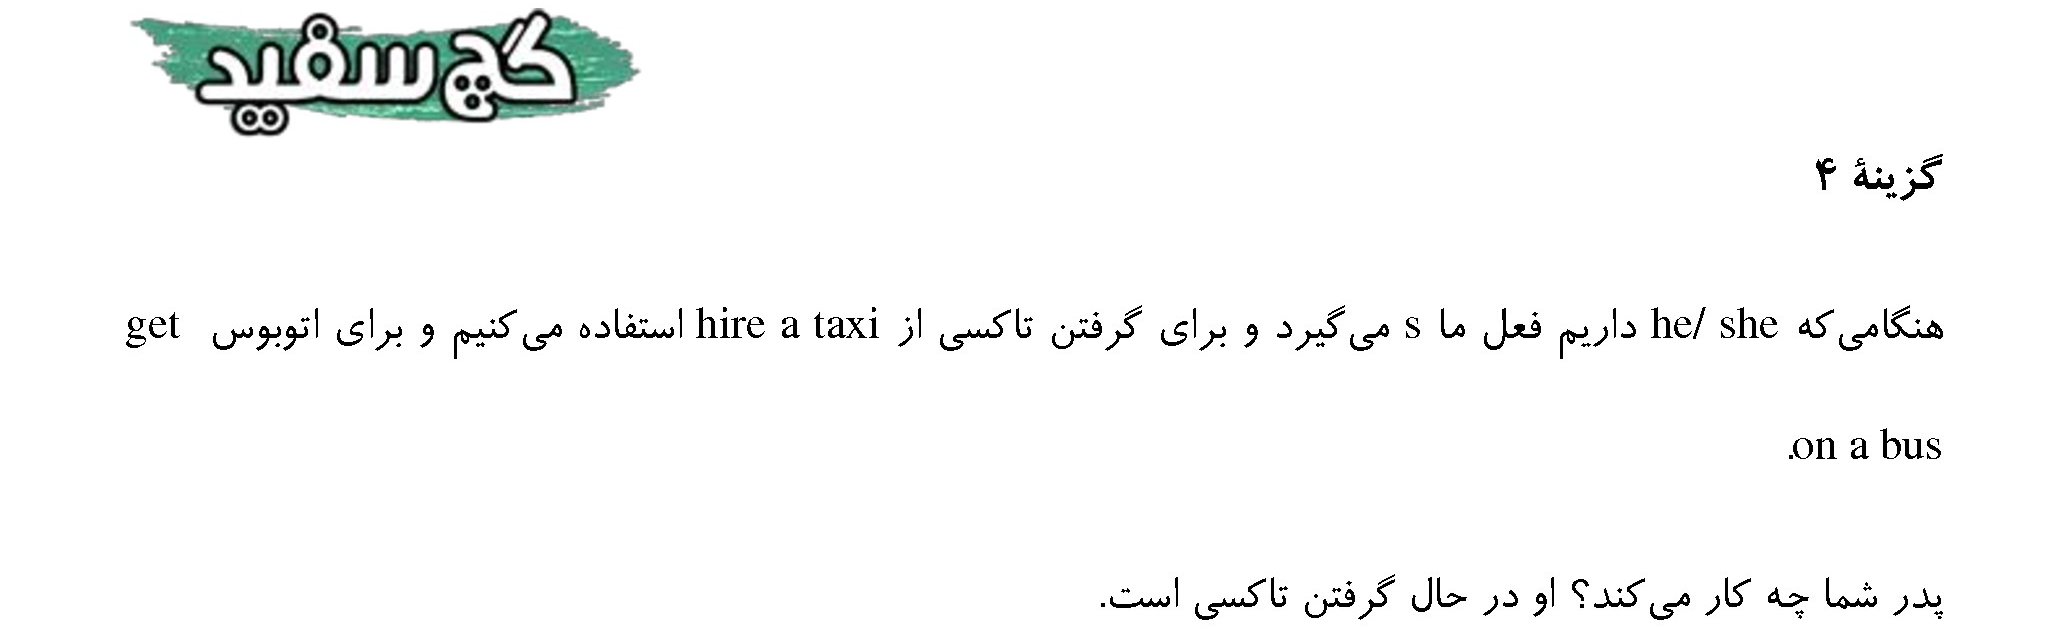 گچ سفید
گزینهٔ ۴
هنگامی‌که he/ she داریم فعل ما s می‌گیرد و برای گرفتن تاکسی از hire a taxi استفاده می‌کنیم و برای اتوبوس get
on a bus.
پدر شما چه کار می‌کند؟ او در حال گرفتن تاکسی است.